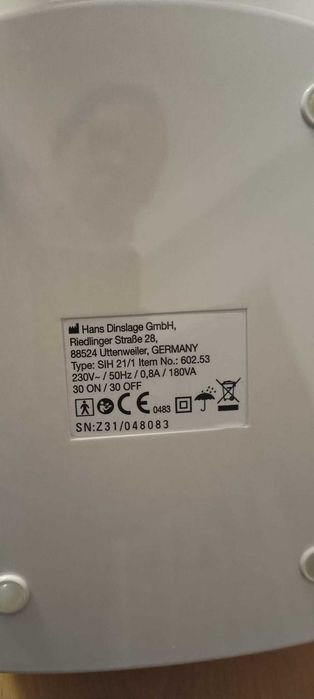 Hans Dinslage GmbH,
Riedlinger Straße 28,
88524 Uttenweiler, GERMANY
Type: SIH 21/1 Item No.: 602.53
230V~ / 50Hz / 0,8A / 180VA
30 ON / 30 OFF
CE 0483
SN:Z31/048083